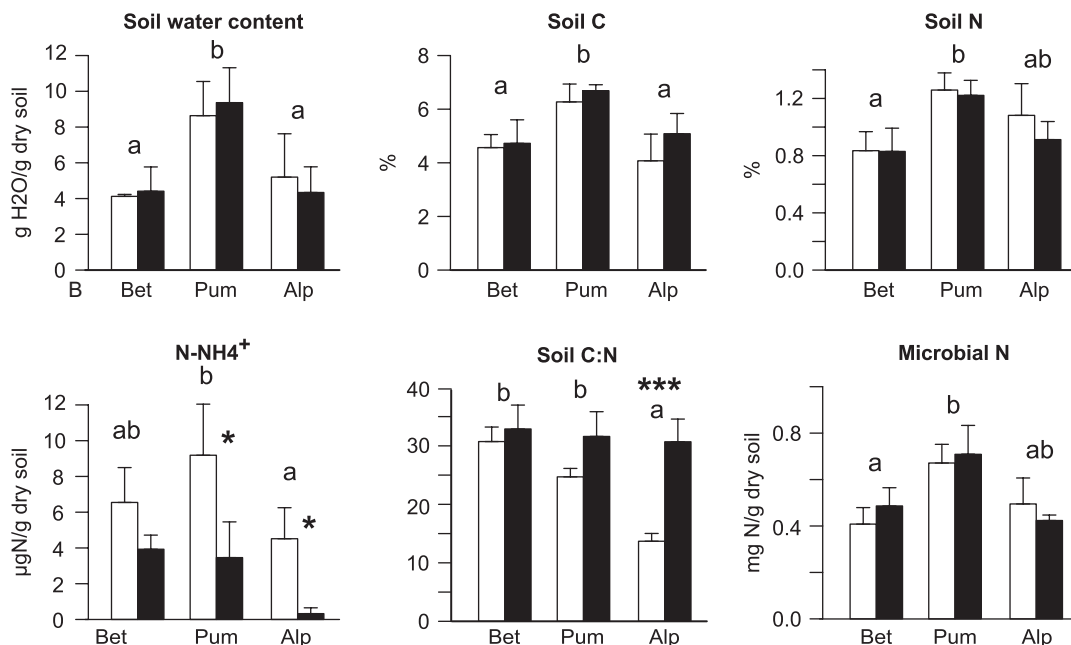 Soil water content
12
10
8
6
4
2
0
g H2O/g dry soil
a
b
a
B
Bet
Pum
Alp
Soil C
8
6
4
2
0
%
a
b
a
Bet
Pum
Alp
Soil N
1.2
0.8
0.4
0.0
%
a
b
ab
Bet
Pum
Alp
N-NH4+
12
10
8
6
4
2
0
µgN/g dry soil
ab
b
*
a
*
Bet
Pum
Alp
Soil C:N
40
30
20
10
0
b
b
***
a
Bet
Pum
Alp
Microbial N
0.8
0.4
0.0
mg N/g dry soil
a
b
ab
Bet
Pum
Alp